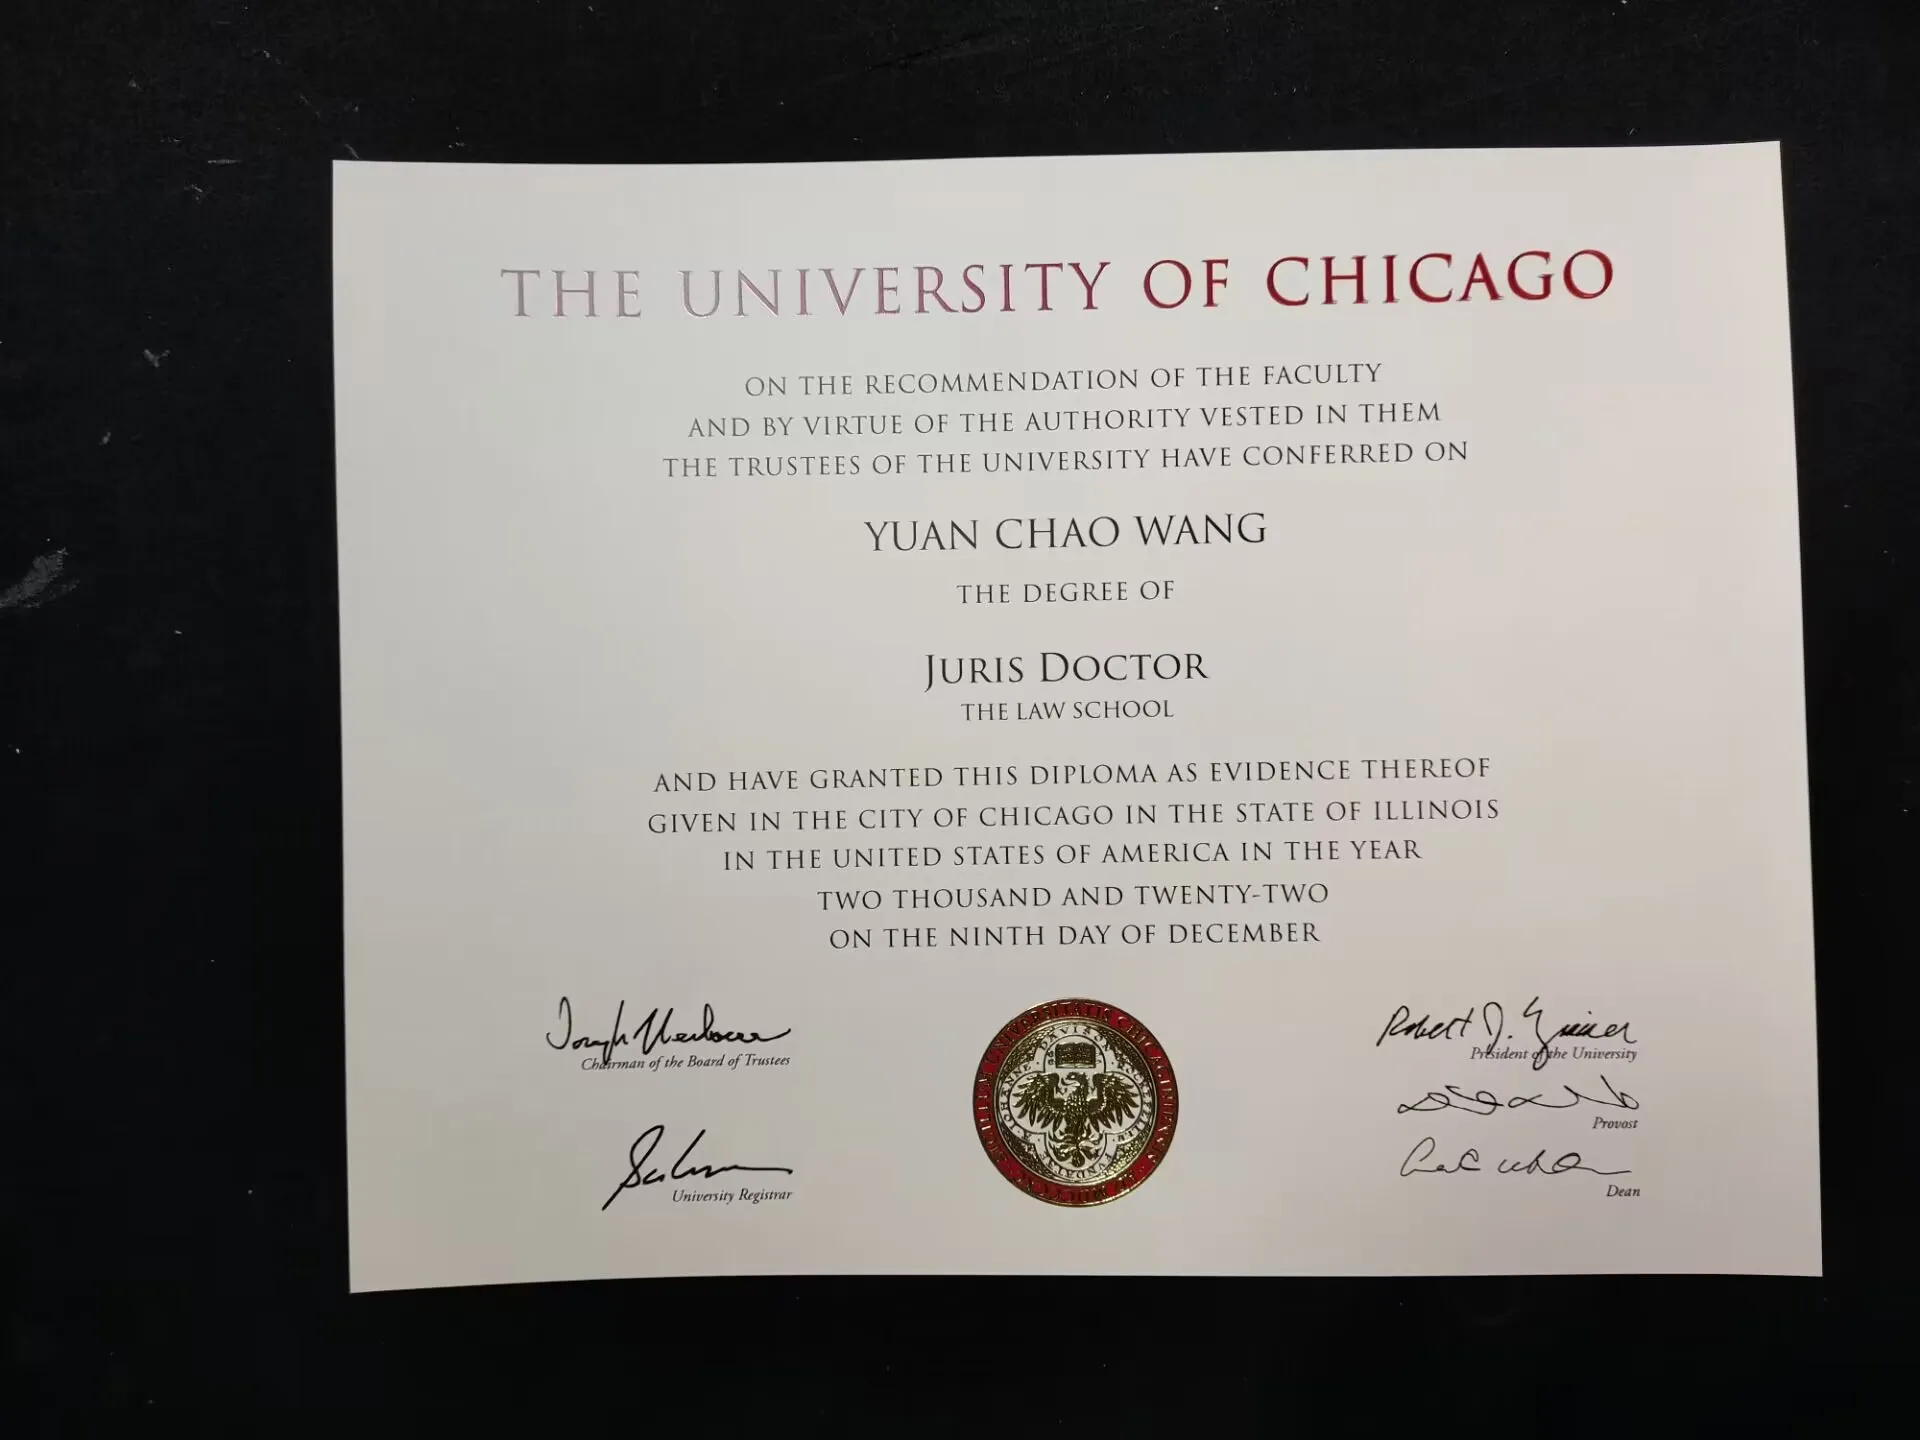 THE UNIVERSITY OF CHICAGO
ON THE RECOMMENDATION OF THE FACULTY
AND BY VIRTUE OF THE AUTHORITY VESTED IN THEM
THE TRUSTEES OF THE UNIVERSITY HAVE CONFERRED ON
YUAN CHAO WANG
THE DEGREE OF
JURIS DOCTOR
THE LAW SCHOOL
AND HAVE GRANTED THIS DIPLOMA AS EVIDENCE THEREOF
GIVEN IN THE CITY OF CHICAGO IN THE STATE OF ILLINOIS
IN THE UNITED STATES OF AMERICA IN THE YEAR
TWO THOUSAND AND TWENTY-TWO
ON THE NINTH DAY OF DECEMBER
Chairman of the Board of Trustees
University Registrar
Robert J.
President of the University
Provost
Dean